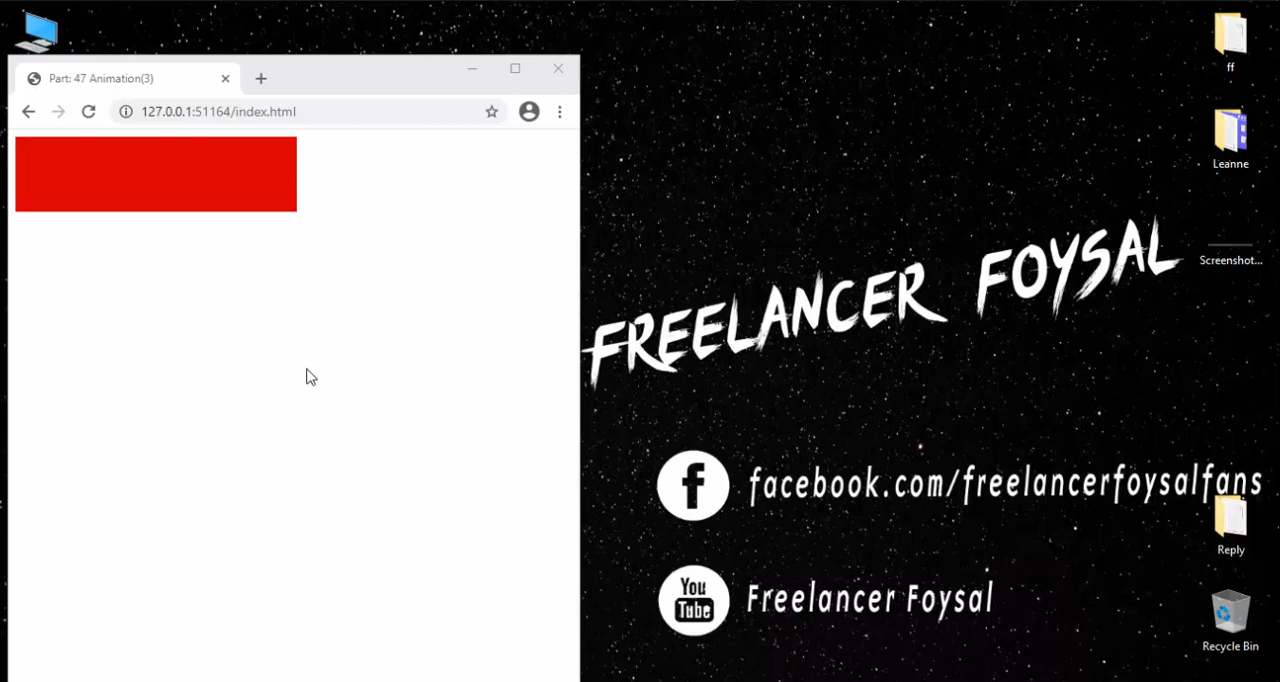 Part: 47 Animation(3)
127.0.0.1:51164/index.html
ff
Leanne
Screenshot...
FREELANCER FOYSAL
f facebook.com/freelancerfoysalfans
Reply
You
Tube
Freelancer Foysal
Recycle Bin